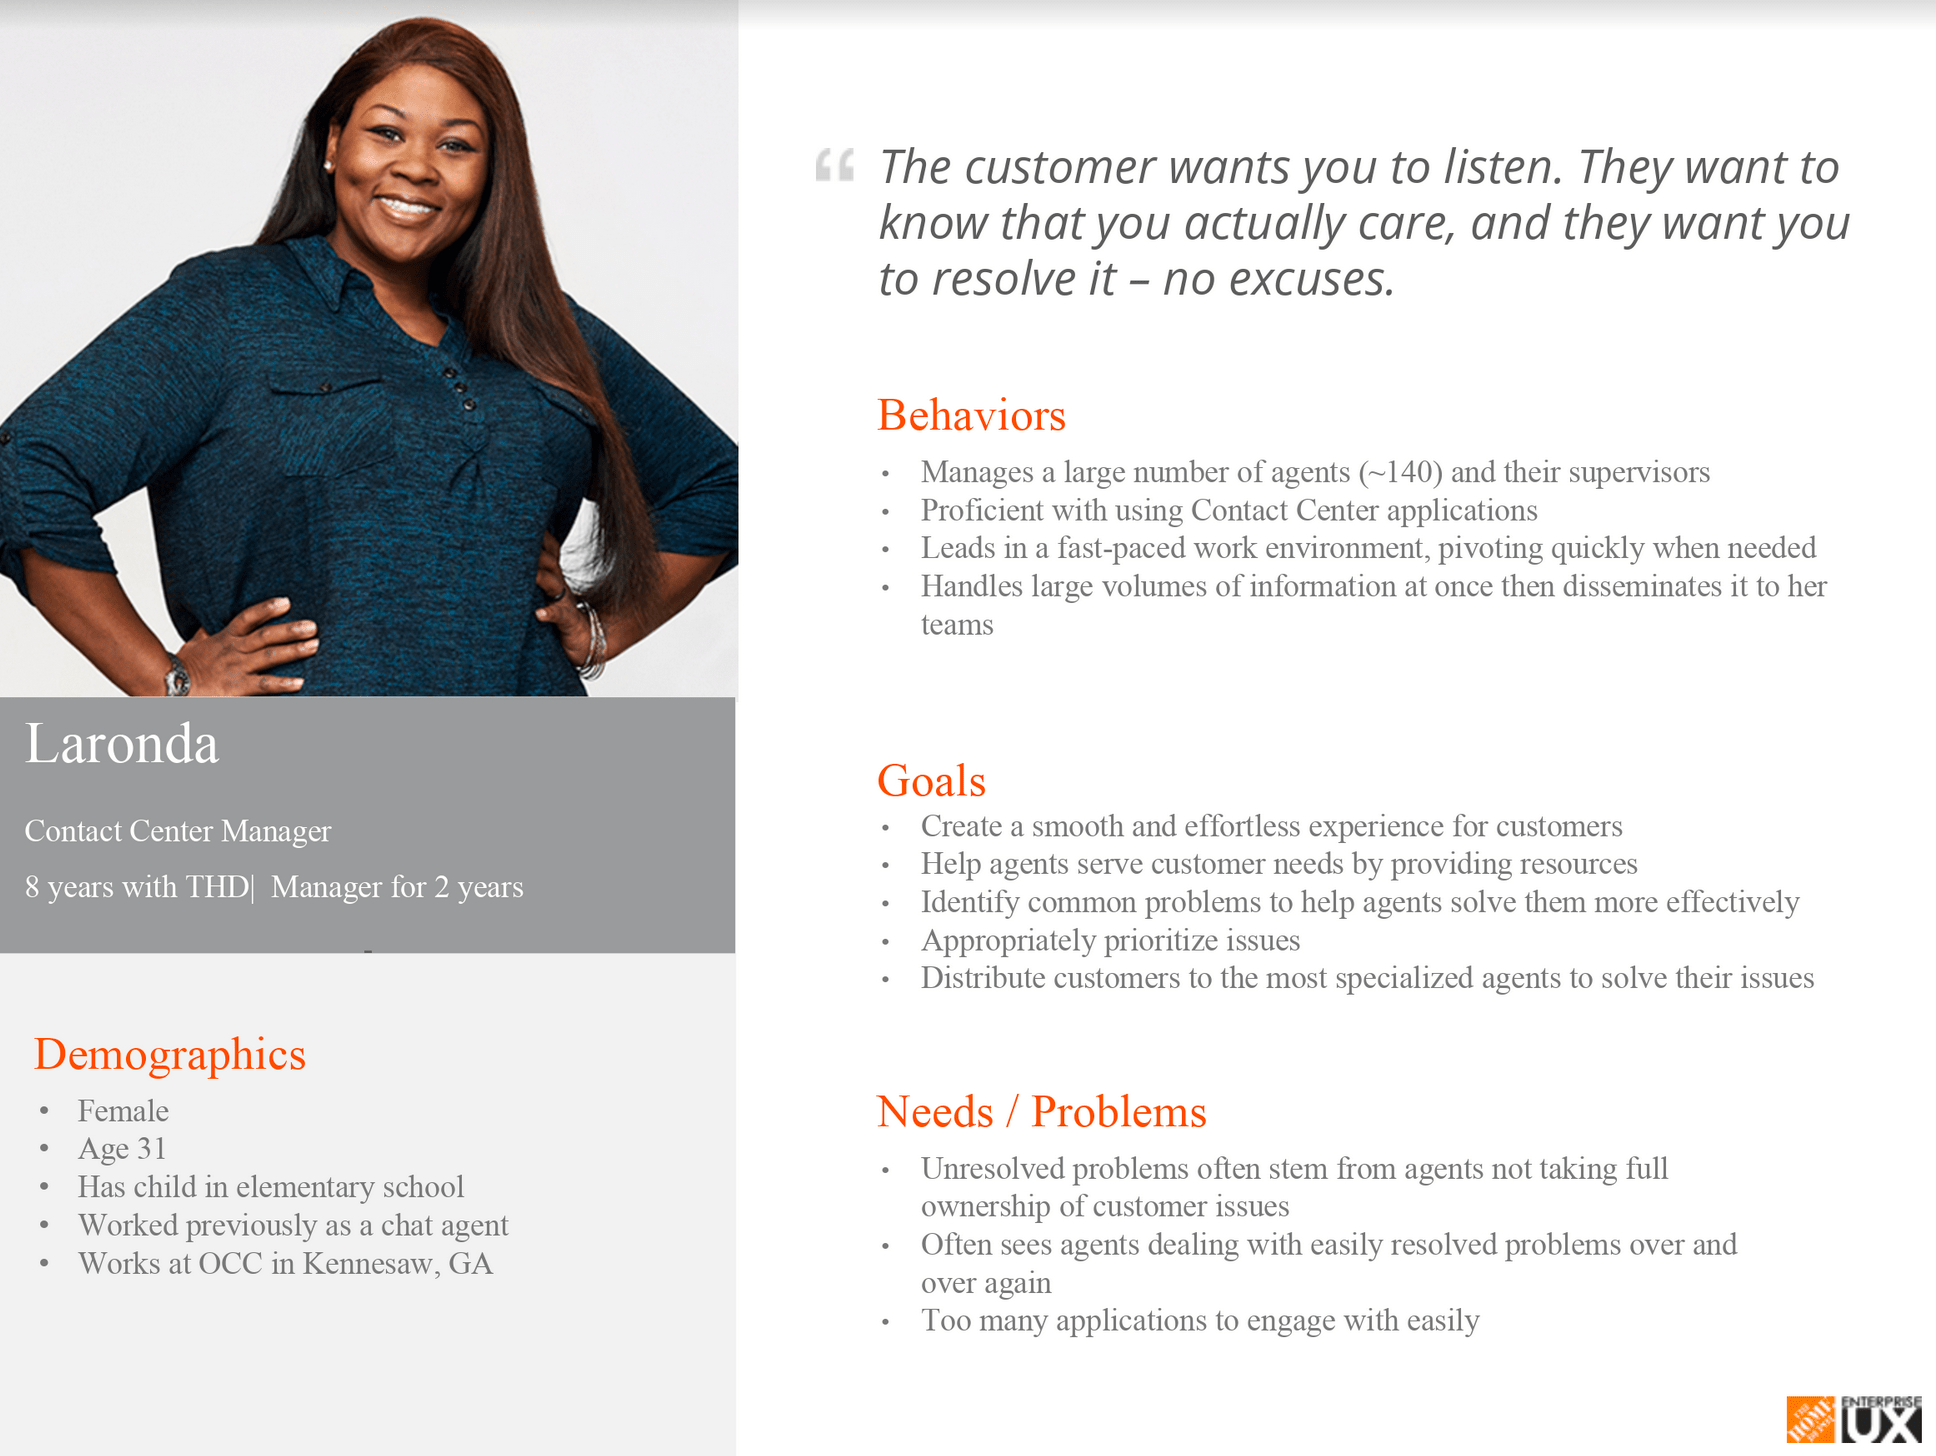 “ The customer wants you to listen. They want to
know that you actually care, and they want you
to resolve it – no excuses.
Behaviors
• Manages a large number of agents (~140) and their supervisors
• Proficient with using Contact Center applications
• Leads in a fast-paced work environment, pivoting quickly when needed
• Handles large volumes of information at once then disseminates it to her
teams
Laronda
Contact Center Manager
8 years with THD| Manager for 2 years
Goals
• Create a smooth and effortless experience for customers
• Help agents serve customer needs by providing resources
• Identify common problems to help agents solve them more effectively
• Appropriately prioritize issues
• Distribute customers to the most specialized agents to solve their issues
Demographics
• Female
• Age 31
• Has child in elementary school
• Worked previously as a chat agent
• Works at OCC in Kennesaw, GA
Needs / Problems
• Unresolved problems often stem from agents not taking full
ownership of customer issues
• Often sees agents dealing with easily resolved problems over and
over again
• Too many applications to engage with easily
THE
HOME
DEPOT
ENTERPRISE
UX